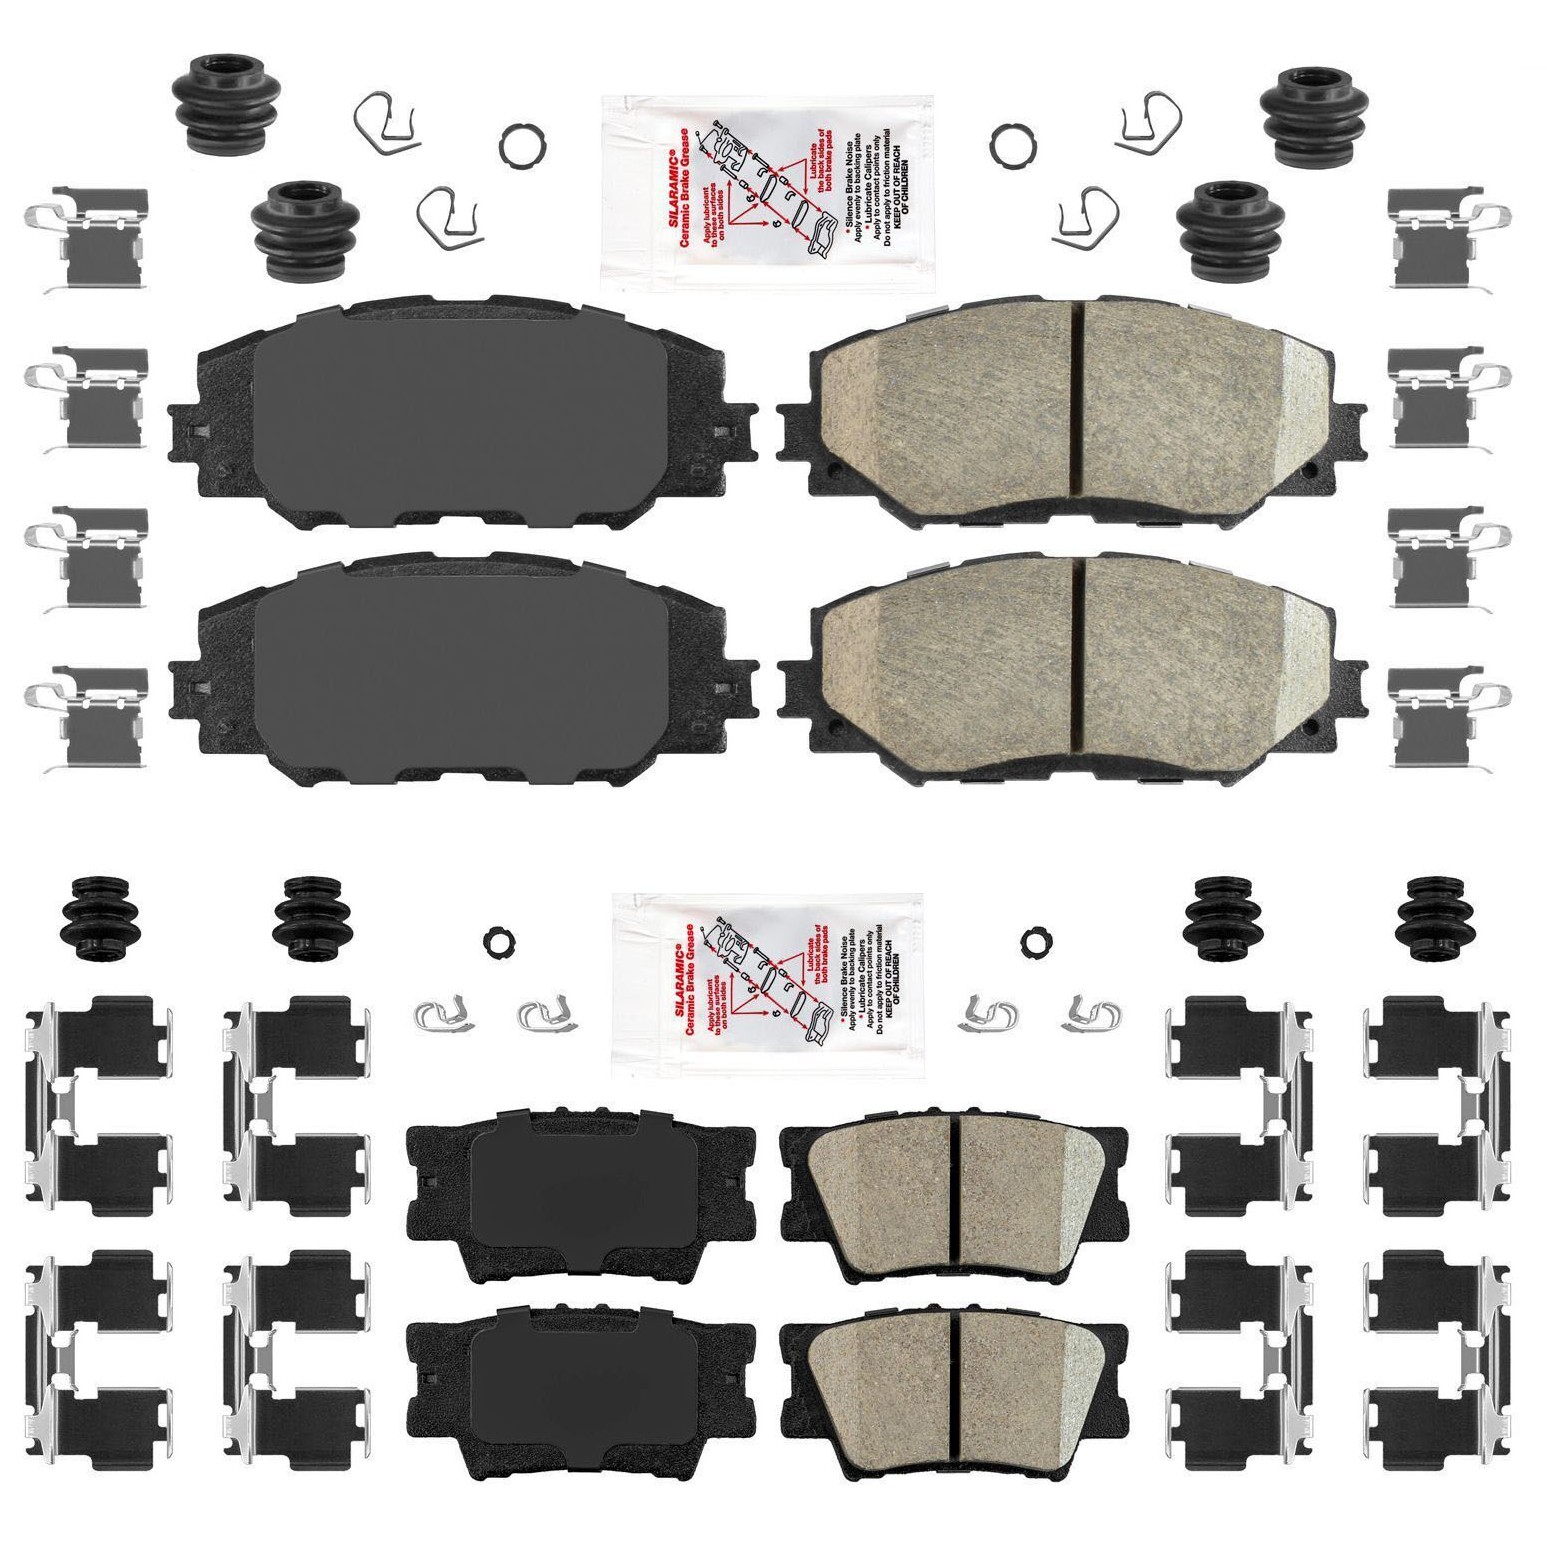 SILARAMIC®
Ceramic Brake Grease
Apply lubricant
to these surfaces
on both sides
Lubricate
the back sides of
both brake pads
* Silence Brake Noise
Apply evenly to backing plate
* Lubricate Calipers
Apply to contact points only
Do not apply to friction material
KEEP OUT OF REACH
OF CHILDREN
SILARAMIC®
Ceramic Brake Grease
Apply lubricant
to these surfaces
on both sides
Lubricate
the back sides of
both brake pads
* Silence Brake Noise
Apply evenly to backing plate
* Lubricate Calipers
Apply to contact points only
Do not apply to friction material
KEEP OUT OF REACH
OF CHILDREN